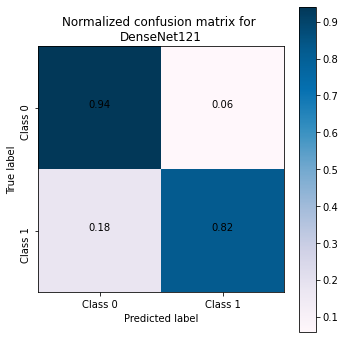 Normalized confusion matrix for
DenseNet121
True label
Class 0
Class 1
0.94
0.06
0.18
0.82
Class 0
Class 1
Predicted label
0.9
0.8
0.7
0.6
0.5
0.4
0.3
0.2
0.1